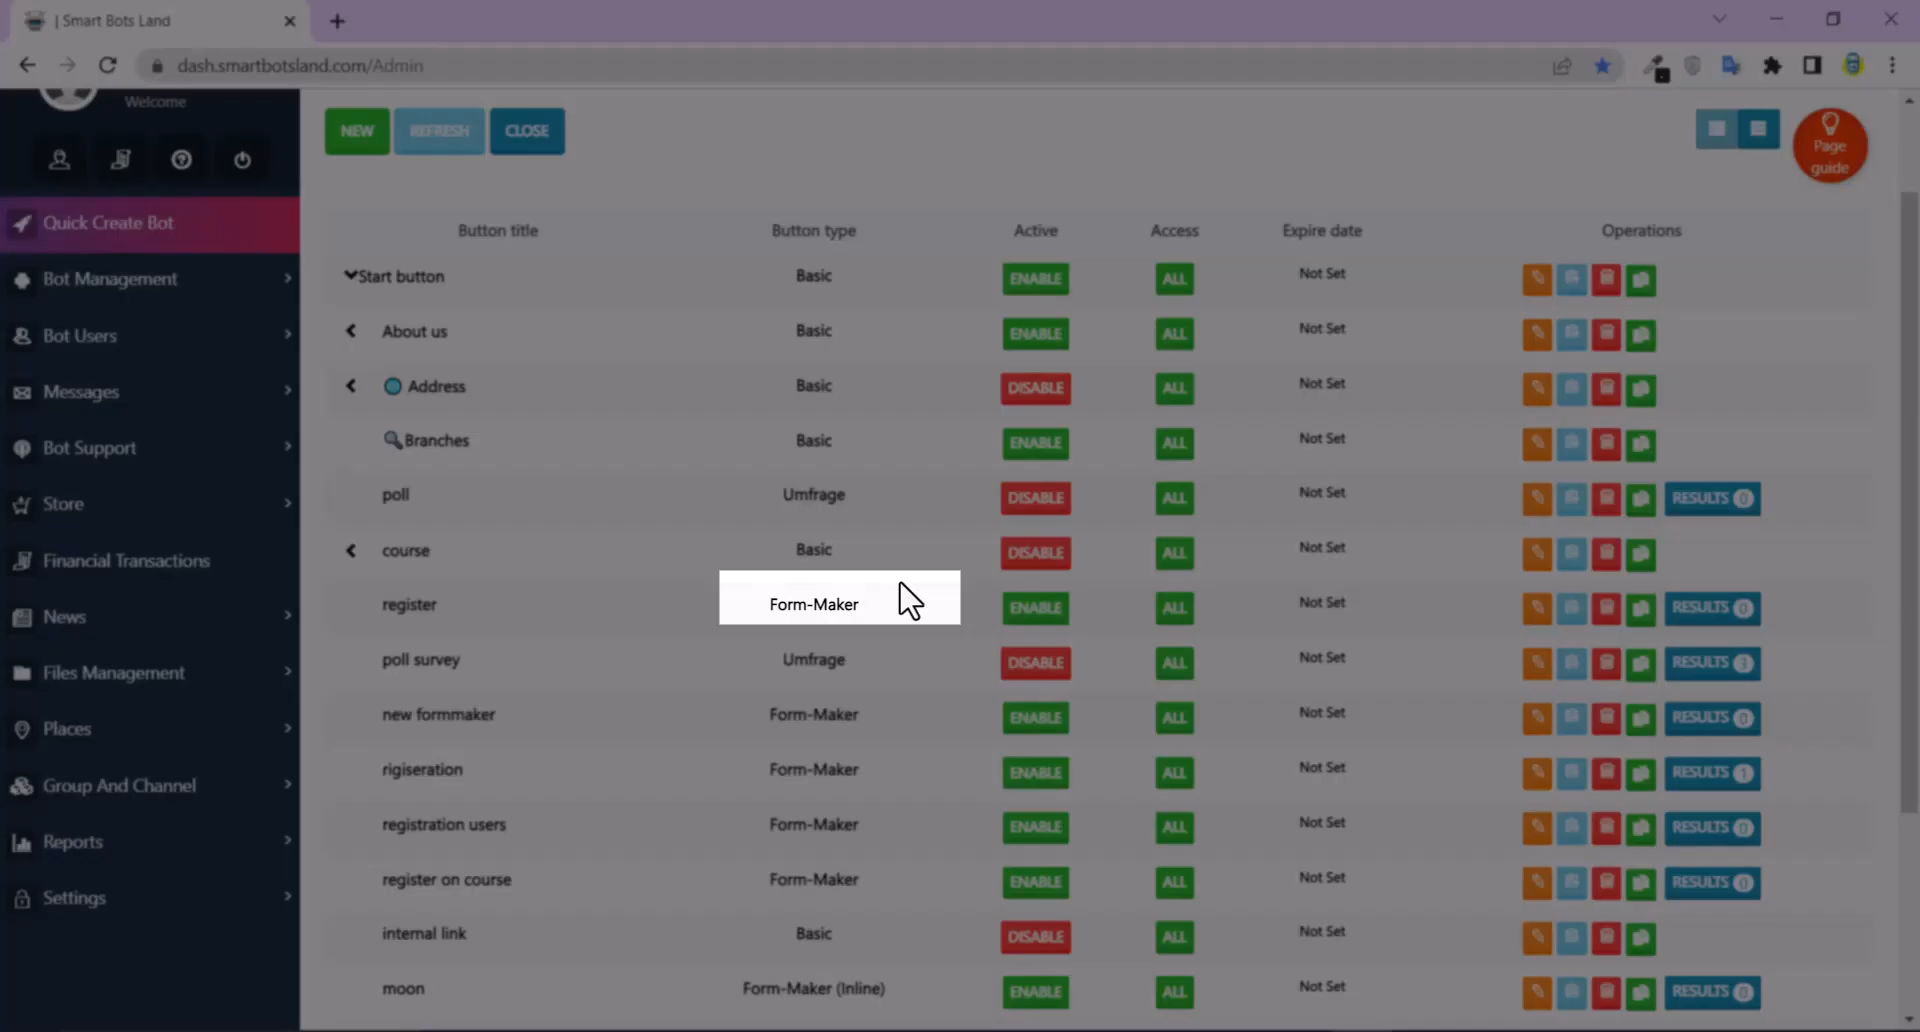 | Smart Bots Land
dash.smartbotsland.com/Admin
Welcome
Quick Create Bot
Bot Management
Bot Users
Messages
Bot Support
Store
Financial Transactions
News
Files Management
Places
Group And Channel
Reports
Settings
NEW REFRESH CLOSE
Page guide
Button title Button type Active Access Expire date Operations
Start button Basic ENABLE ALL Not Set
About us Basic ENABLE ALL Not Set
Address Basic DISABLE ALL Not Set
Branches Basic ENABLE ALL Not Set
poll Umfrage DISABLE ALL Not Set RESULTS 0
course Basic DISABLE ALL Not Set
register Form-Maker ENABLE ALL Not Set RESULTS 0
poll survey Umfrage DISABLE ALL Not Set RESULTS 3
new formmaker Form-Maker ENABLE ALL Not Set RESULTS 0
rigiseration Form-Maker ENABLE ALL Not Set RESULTS 1
registration users Form-Maker ENABLE ALL Not Set RESULTS 0
register on course Form-Maker ENABLE ALL Not Set RESULTS 0
internal link Basic DISABLE ALL Not Set
moon Form-Maker (Inline) ENABLE ALL Not Set RESULTS 0